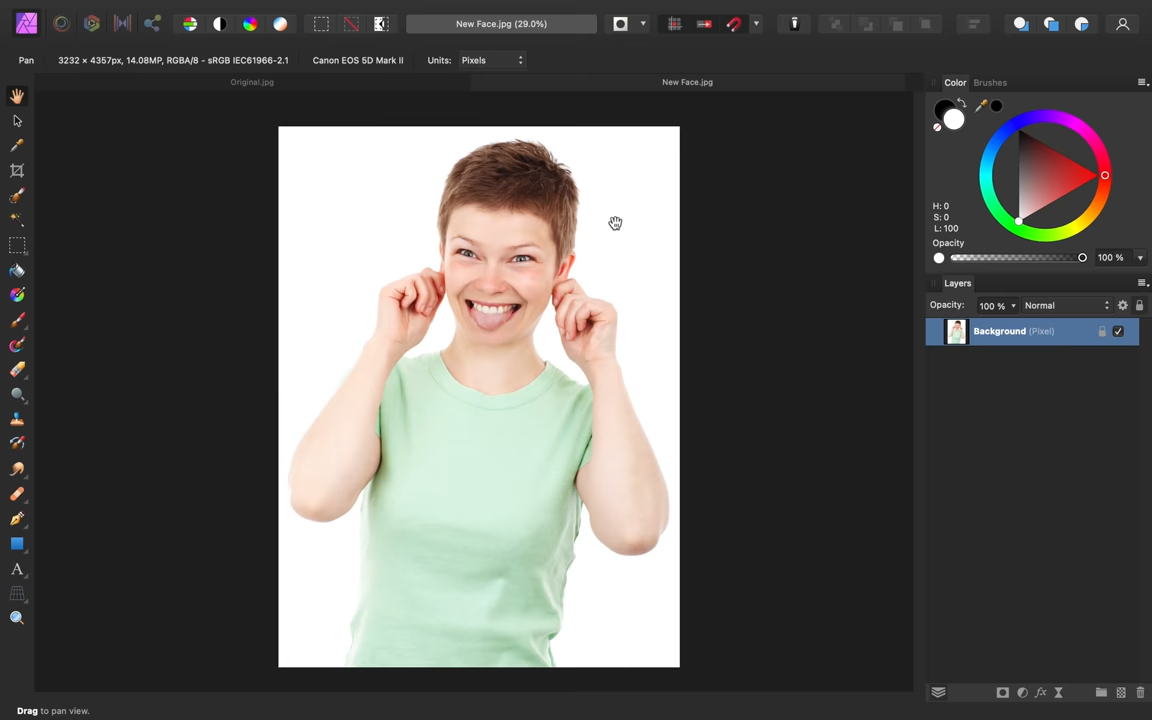 New Face.jpg (29.0%)
Pan
3232 × 4357px, 14.08MP, RGBA/8 - sRGB IEC61966-2.1
Canon EOS 5D Mark II
Units:
Pixels
Original.jpg
New Face.jpg
Color
Brushes
H: 0
S: 0
L: 100
Opacity
100 %
Layers
Opacity:
100 %
Normal
Background (Pixel)
Drag to pan view.